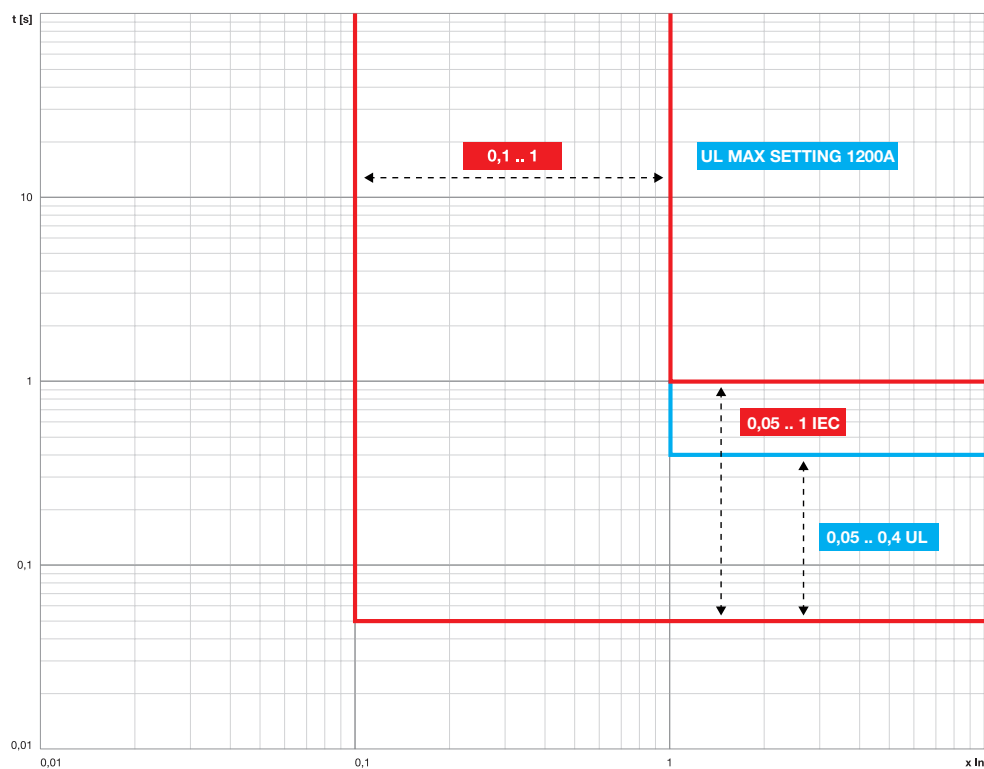 t [s]
0,1 .. 1
UL MAX SETTING 1200A
10
1
0,05 .. 1 IEC
0,05 .. 0,4 UL
0,1
0,01
0,01
0,1
1
x In